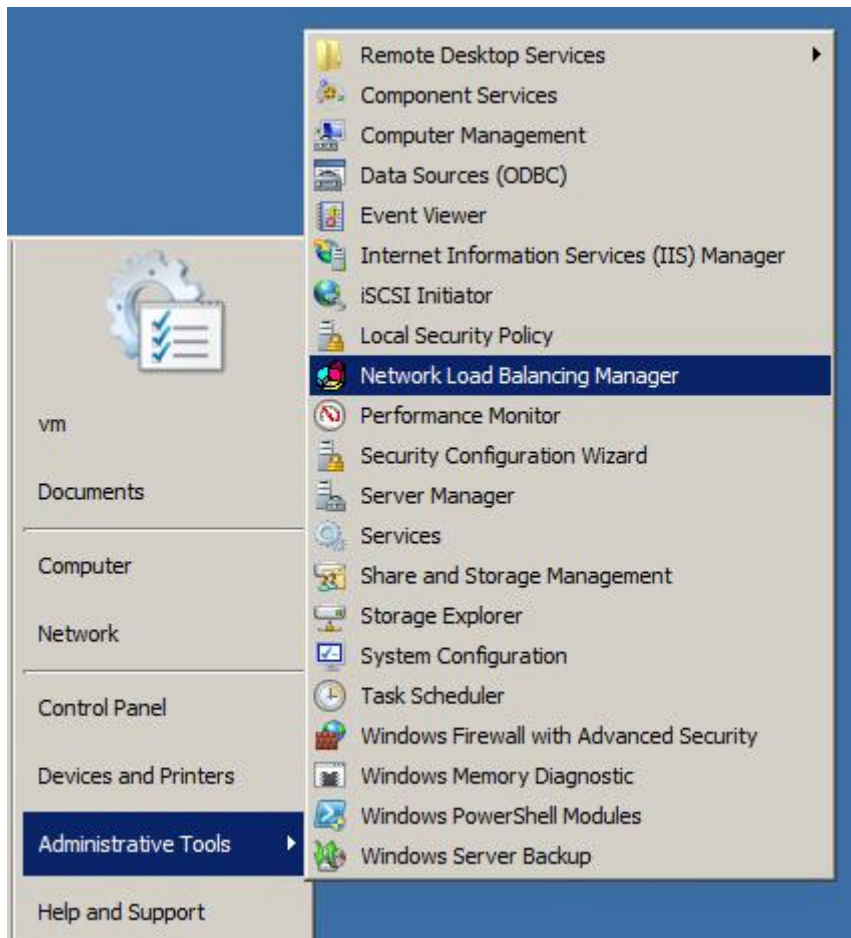 Remote Desktop Services
Component Services
Computer Management
Data Sources (ODBC)
Event Viewer
Internet Information Services (IIS) Manager
iSCSI Initiator
Local Security Policy
Network Load Balancing Manager
Performance Monitor
Security Configuration Wizard
Server Manager
Services
Share and Storage Management
Storage Explorer
System Configuration
Task Scheduler
Windows Firewall with Advanced Security
Windows Memory Diagnostic
Windows PowerShell Modules
Windows Server Backup
vm
Documents
Computer
Network
Control Panel
Devices and Printers
Administrative Tools
Help and Support